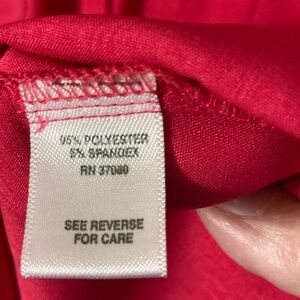 95% POLYESTER
5% SPANDEX
RN 37080
SEE REVERSE
FOR CARE